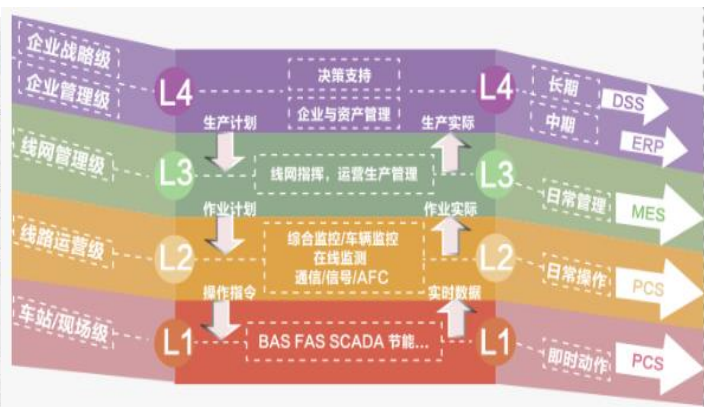 企业战略级
企业管理级
L4
决策支持
企业与资产管理
L4
长期
DSS
中期
ERP
生产计划
生产实际
线网管理级
L3
线网指挥，运营生产管理
L3
日常管理
MES
作业计划
作业实际
线路运营级
L2
综合监控/车辆监控
在线监测
通信/信号/AFC
L2
日常操作
PCS
操作指令
实时数据
车站/现场级
L1
BAS FAS SCADA 节能...
L1
即时动作
PCS